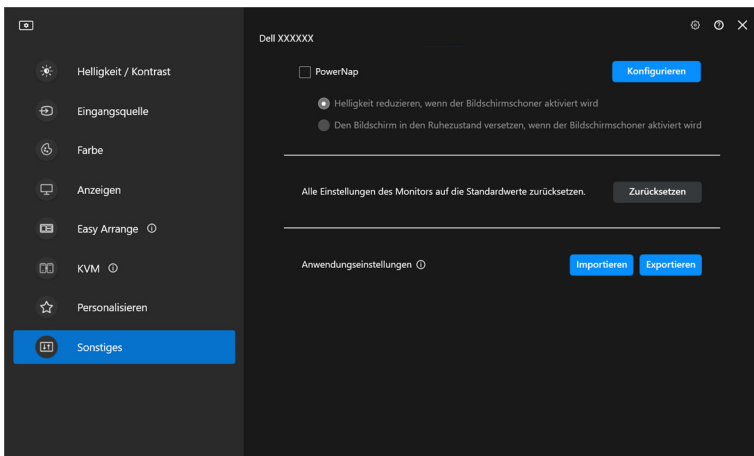 Dell XXXXXX
Helligkeit / Kontrast
Eingangsquelle
Farbe
Anzeigen
Easy Arrange
KVM
Personalisieren
Sonstiges
PowerNap
Konfigurieren
Helligkeit reduzieren, wenn der Bildschirmschoner aktiviert wird
Den Bildschirm in den Ruhezustand versetzen, wenn der Bildschirmschoner aktiviert wird
Alle Einstellungen des Monitors auf die Standardwerte zurücksetzen.
Zurücksetzen
Anwendungseinstellungen
Importieren
Exportieren